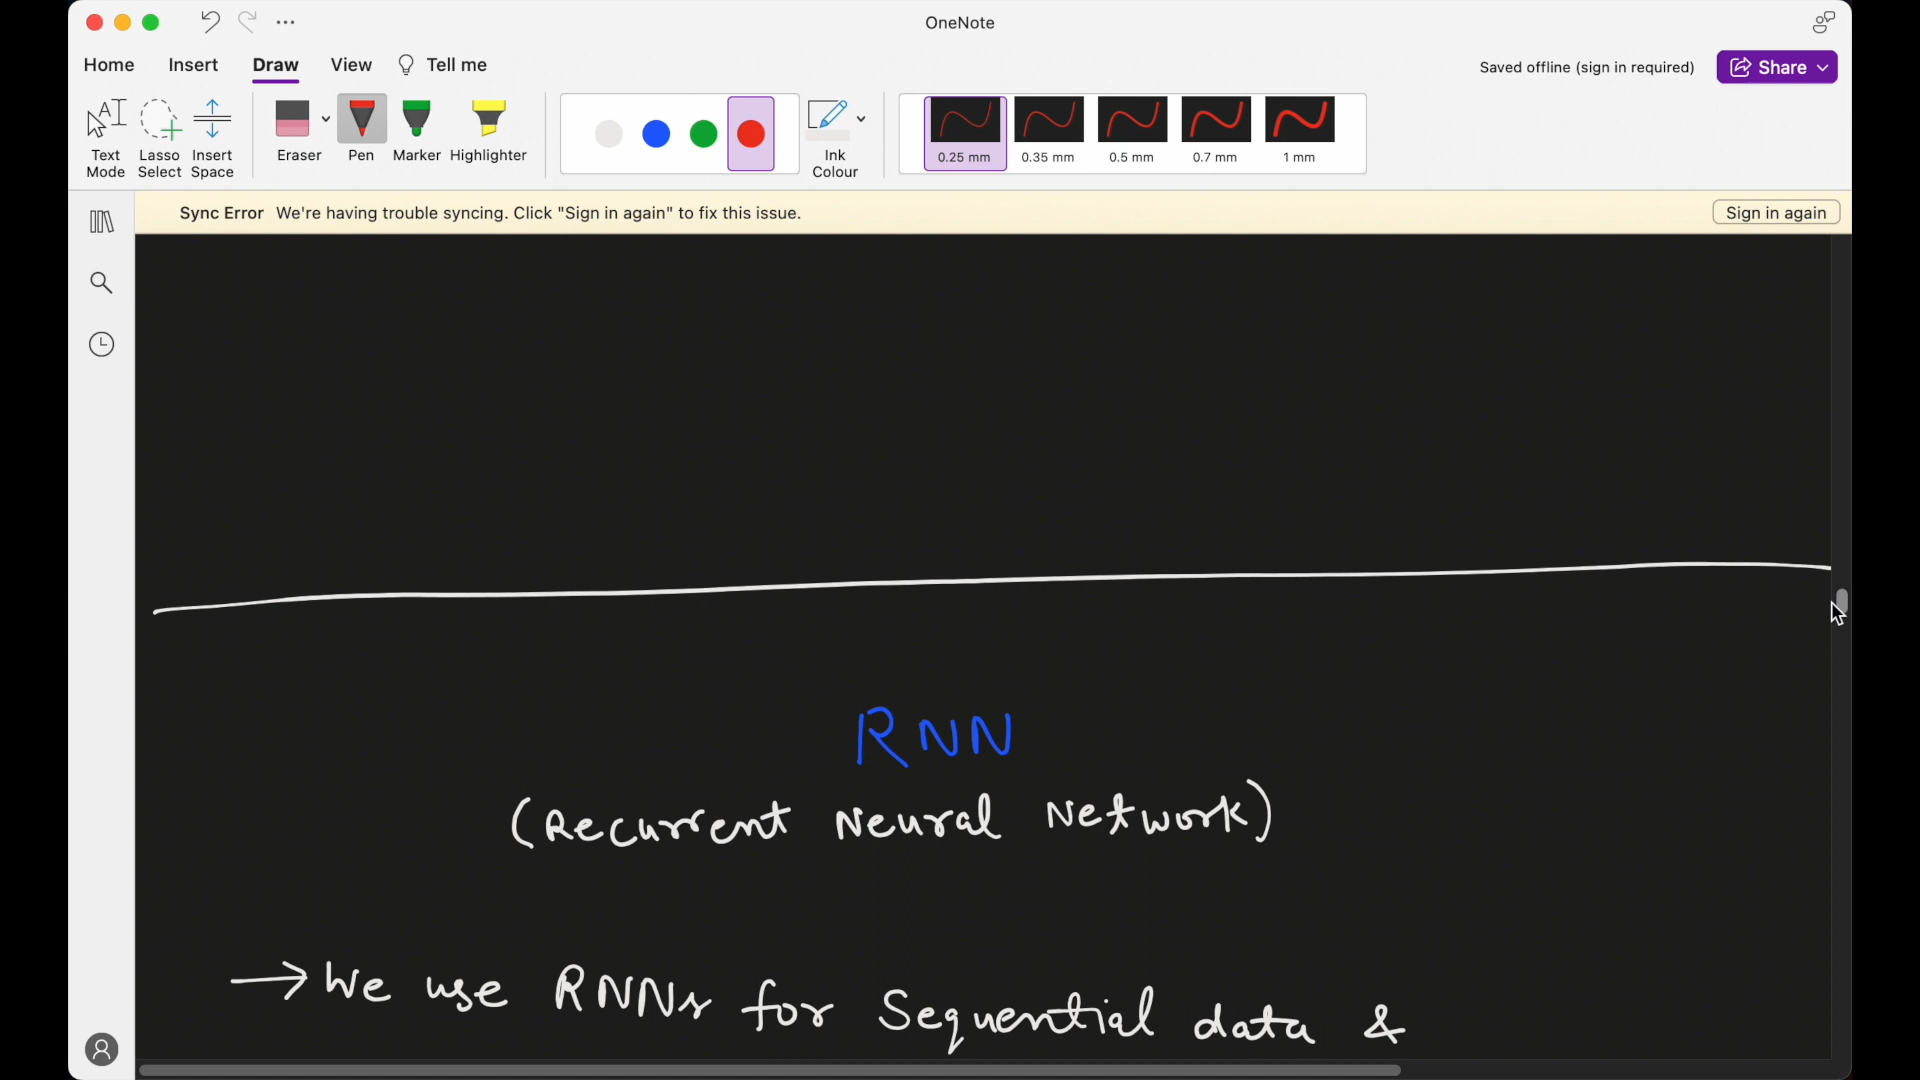 OneNote
Home Insert Draw View Tell me
Saved offline (sign in required) Share
Text Mode
Lasso Select
Insert Space
Eraser
Pen
Marker
Highlighter
Ink Colour
0.25 mm
0.35 mm
0.5 mm
0.7 mm
1 mm
Sync Error We're having trouble syncing. Click "Sign in again" to fix this issue.
Sign in again
RNN
(Recurrent Neural Network)
→ We use RNNs for Sequential data &